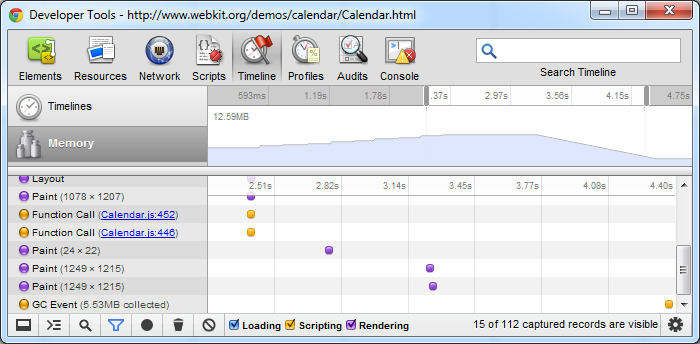 Developer Tools - http://www.webkit.org/demos/calendar/Calendar.html
Elements Resources Network Scripts Timeline Profiles Audits Console
Search Timeline
Timelines
Memory
593ms 1.19s 1.78s .37s 2.97s 3.56s 4.15s 4.75s
12.59MB
Layout
2.51s 2.82s 3.14s 3.45s 3.77s 4.08s 4.40s
Paint (1078 × 1207)
Function Call (Calendar.js:452)
Function Call (Calendar.js:446)
Paint (24 × 22)
Paint (1249 × 1215)
Paint (1249 × 1215)
GC Event (5.53MB collected)
Loading Scripting Rendering 15 of 112 captured records are visible